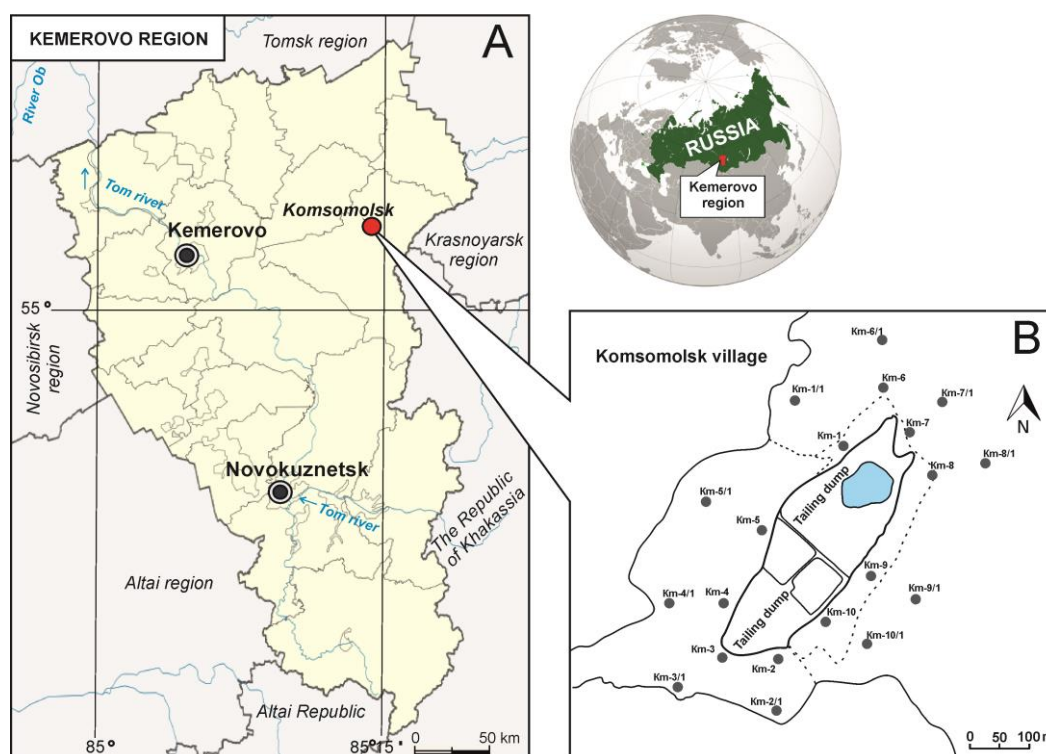 KEMEROVO REGION
A
Tomsk region
River Ob
Tom river
Komsomolsk
Kemerovo
Krasnoyarsk
region
55°
Novosibirsk
region
Novokuznetsk
Tom river
The Republic
of Khakassia
Altai region
Altai Republic
85°
85°15'
0
50 km
RUSSIA
Kemerovo
region
B
Komsomolsk village
Km-6/1
Km-6
Km-1/1
Km-7/1
Km-7
Km-1
Km-8/1
Km-8
Tailing dump
Km-5/1
Km-5
N
Km-9
Km-9/1
Km-4/1
Km-4
Tailing dump
Km-10
Km-10/1
Km-3
Km-2
Km-3/1
Km-2/1
0
100 m